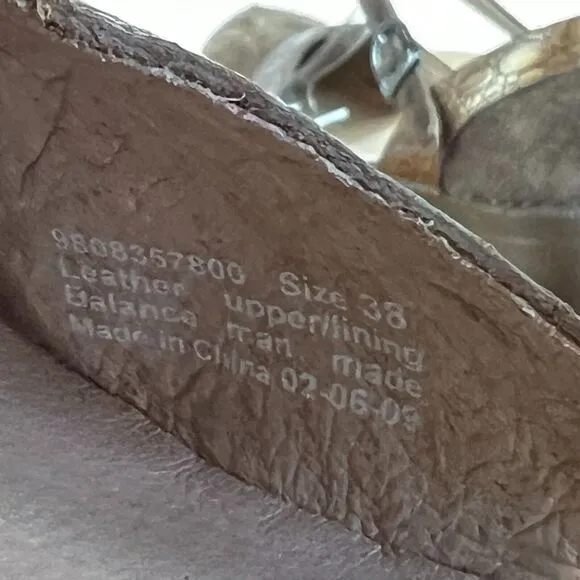 9808357800 Size 38
Leather upper/lining
Balance man made
Made in China 02-06-09